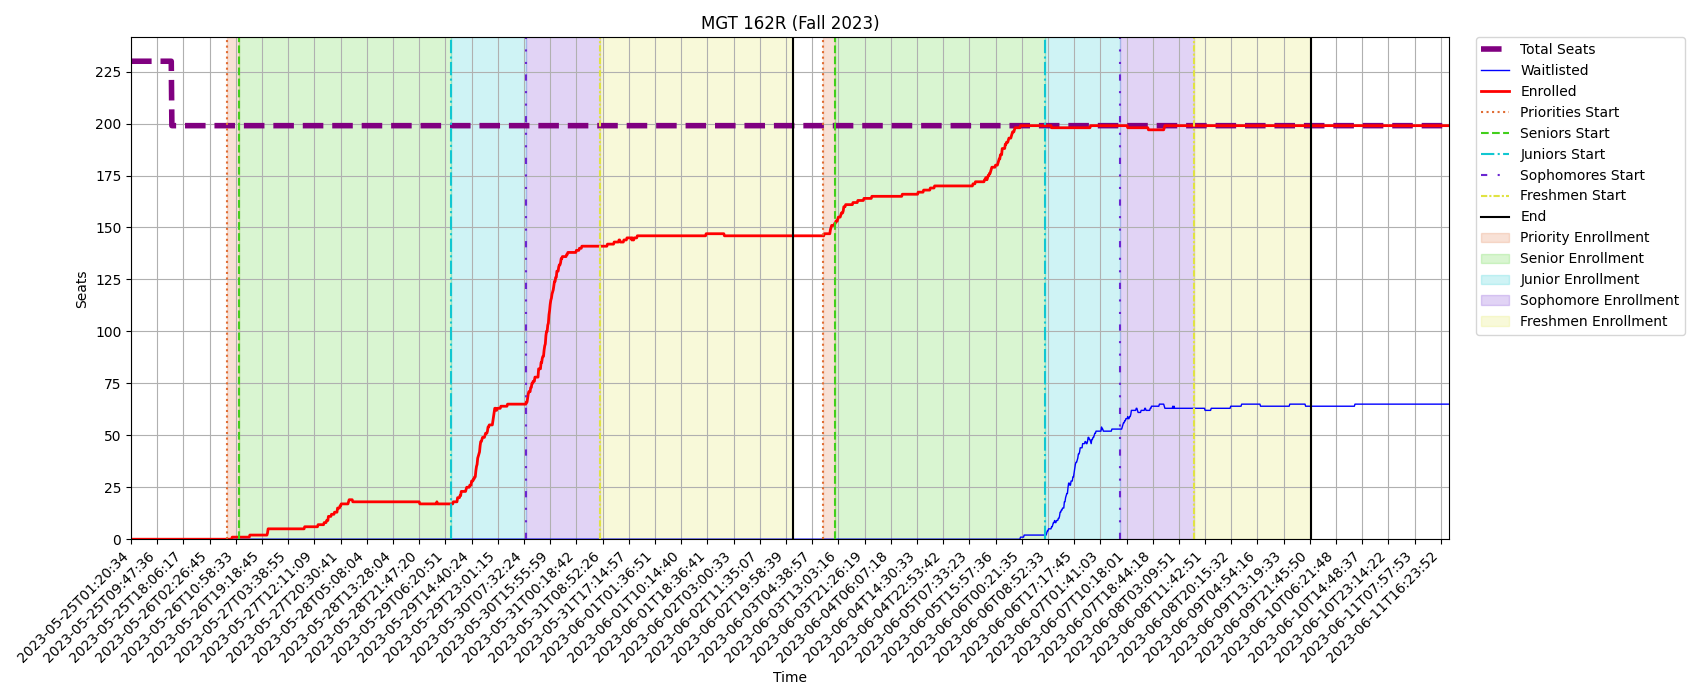 MGT 162R (Fall 2023)
Seats
225
200
175
150
125
100
75
50
25
0
2023-05-25T01:20:34
2023-05-25T09:47:36
2023-05-25T18:06:17
2023-05-26T02:26:45
2023-05-26T10:58:33
2023-05-26T19:18:45
2023-05-27T03:38:55
2023-05-27T12:11:09
2023-05-27T20:30:41
2023-05-28T05:08:04
2023-05-28T13:28:04
2023-05-28T21:47:20
2023-05-29T06:20:51
2023-05-29T14:40:24
2023-05-29T23:01:15
2023-05-30T07:32:24
2023-05-30T15:55:59
2023-05-31T00:18:42
2023-05-31T08:52:26
2023-05-31T17:14:57
2023-06-01T01:36:51
2023-06-01T10:14:40
2023-06-01T18:36:41
2023-06-02T03:00:33
2023-06-02T11:35:07
2023-06-02T19:58:39
2023-06-03T04:38:57
2023-06-03T13:03:16
2023-06-03T21:26:19
2023-06-04T06:07:18
2023-06-04T14:30:33
2023-06-04T22:53:42
2023-06-05T07:33:23
2023-06-05T15:57:36
2023-06-06T00:21:35
2023-06-06T08:52:33
2023-06-06T17:17:45
2023-06-07T01:41:03
2023-06-07T10:18:01
2023-06-07T18:44:18
2023-06-08T03:09:51
2023-06-08T11:42:51
2023-06-08T20:15:32
2023-06-09T04:54:16
2023-06-09T13:19:35
2023-06-09T21:45:50
2023-06-10T06:21:48
2023-06-10T14:48:37
2023-06-10T23:14:22
2023-06-11T07:57:53
2023-06-11T16:23:52
Time
Total Seats
Waitlisted
Enrolled
Priorities Start
Seniors Start
Juniors Start
Sophomores Start
Freshmen Start
End
Priority Enrollment
Senior Enrollment
Junior Enrollment
Sophomore Enrollment
Freshmen Enrollment